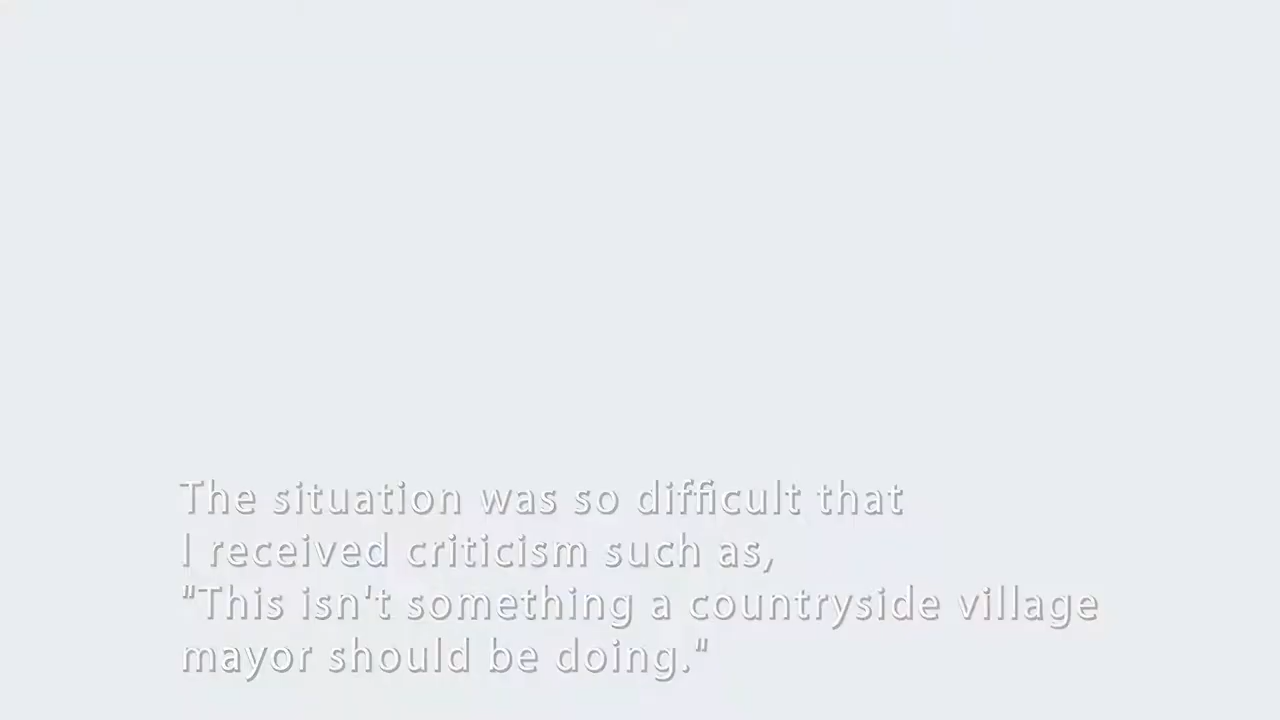 The situation was so difficult that
I received criticism such as,
"This isn't something a countryside village
mayor should be doing."